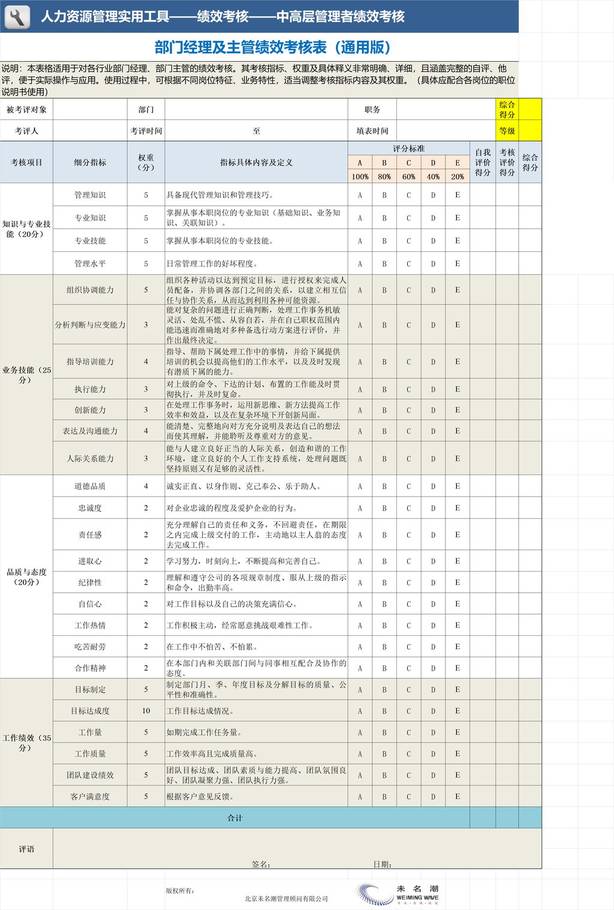 人力资源管理实用工具——绩效考核——中高层管理者绩效考核
部门经理及主管绩效考核表（通用版）
说明：本表格适用于对各行业部门经理、部门主管的绩效考核。其考核指标、权重及具体释义非常明确、详细，且涵盖完整的自评、他
评，便于实际操作与应用。使用过程中，可根据不同岗位特征、业务特性，适当调整考核指标内容及其权重。（具体应配合各岗位的职位
说明书使用）
被考评对象 部门 职务 综合
得分
考评人 考评时间 至 填表时间 等级
考核项目 细分指标 权重
（分） 指标具体内容及定义 评分标准 自我
评价
得分 考核
评价
得分 综合
得分
A B C D E
100% 80% 60% 40% 20%
知识与专业技
能（20分）
管理知识 5 具备现代管理知识和管理技巧。 A B C D E
专业知识 5 掌握从事本职岗位的专业知识（基础知识、业务知
识、关联知识）。 A B C D E
专业技能 5 掌握从事本职岗位的专业技能。 A B C D E
管理水平 5 日常管理工作的好坏程度。 A B C D E
业务技能（25
分）
组织协调能力 5 组织各种活动以达到预定目标，进行授权来完成人
员配备，并协调各部门之间的关系，以建立相互信
任与协作关系，从而达到利用各种可能资源。 A B C D E
分析判断与应变能力 3 能对复杂的问题进行正确判断，处理工作事务机敏
灵活、处乱不慌、从容自若，并在自己职权范围内
能迅速而准确地对多种备选行动方案进行评价，并
作出最终决定。 A B C D E
指导培训能力 4 指导、帮助下属处理工作中的事情，并给下属提供
培训的机会以提高他们的工作水平，以及及时发现
有潜质下属的能力。 A B C D E
执行能力 3 对上级的命令、下达的计划、布置的工作能及时贯
彻执行，并及时复命。 A B C D E
创新能力 3 在处理工作事务时，运用新思维、新方法提高工作
效率和效益，以及在复杂环境下开创新局面。 A B C D E
表达及沟通能力 4 能清楚、完整地向对方充分说明及表达自己的想法
而使其理解，并能聆听及尊重对方的意见。 A B C D E
人际关系能力 3 能与人建立良好正当的人际关系，创造和谐的工作
环境，建立良好的个人工作支持系统，处理问题既
坚持原则又有足够的灵活性。 A B C D E
品质与态度
（20分）
道德品质 4 诚实正直、以身作则、克己奉公、乐于助人。 A B C D E
忠诚度 2 对企业忠诚的程度及爱护企业的行为。 A B C D E
责任感 2 充分理解自己的责任和义务，不回避责任，在期限
之内完成上级交付的工作，主动地以主人翁的态度
去完成工作。 A B C D E
进取心 2 学习努力，时刻向上，不断提高和完善自己。 A B C D E
纪律性 2 理解和遵守公司的各项规章制度、服从上级的指示
和命令，出勤率高。 A B C D E
自信心 2 对工作目标以及自己的决策充满信心。 A B C D E
工作热情 2 工作积极主动，经常愿意挑战艰难性工作。 A B C D E
吃苦耐劳 2 在工作中不怕苦、不怕累。 A B C D E
合作精神 2 在本部门内和关联部门间与同事相互配合及协作的
态度。 A B C D E
工作绩效（35
分）
目标制定 5 制定部门月、季、年度目标及分解目标的质量、公
平性和准确性。 A B C D E
目标达成度 10 工作目标达成情况。 A B C D E
工作量 5 如期完成工作任务量。 A B C D E
工作质量 5 工作效率高且完成质量高。 A B C D E
团队建设绩效 5 团队目标达成、团队素质与能力提高、团队氛围良
好、团队凝聚力强、团队执行力强。 A B C D E
客户满意度 5 根据客户意见反馈。 A B C D E
合计
评语
签名： 日期：
版权所有：
北京未名潮管理顾问有限公司
未名潮
WEIMING WAVE